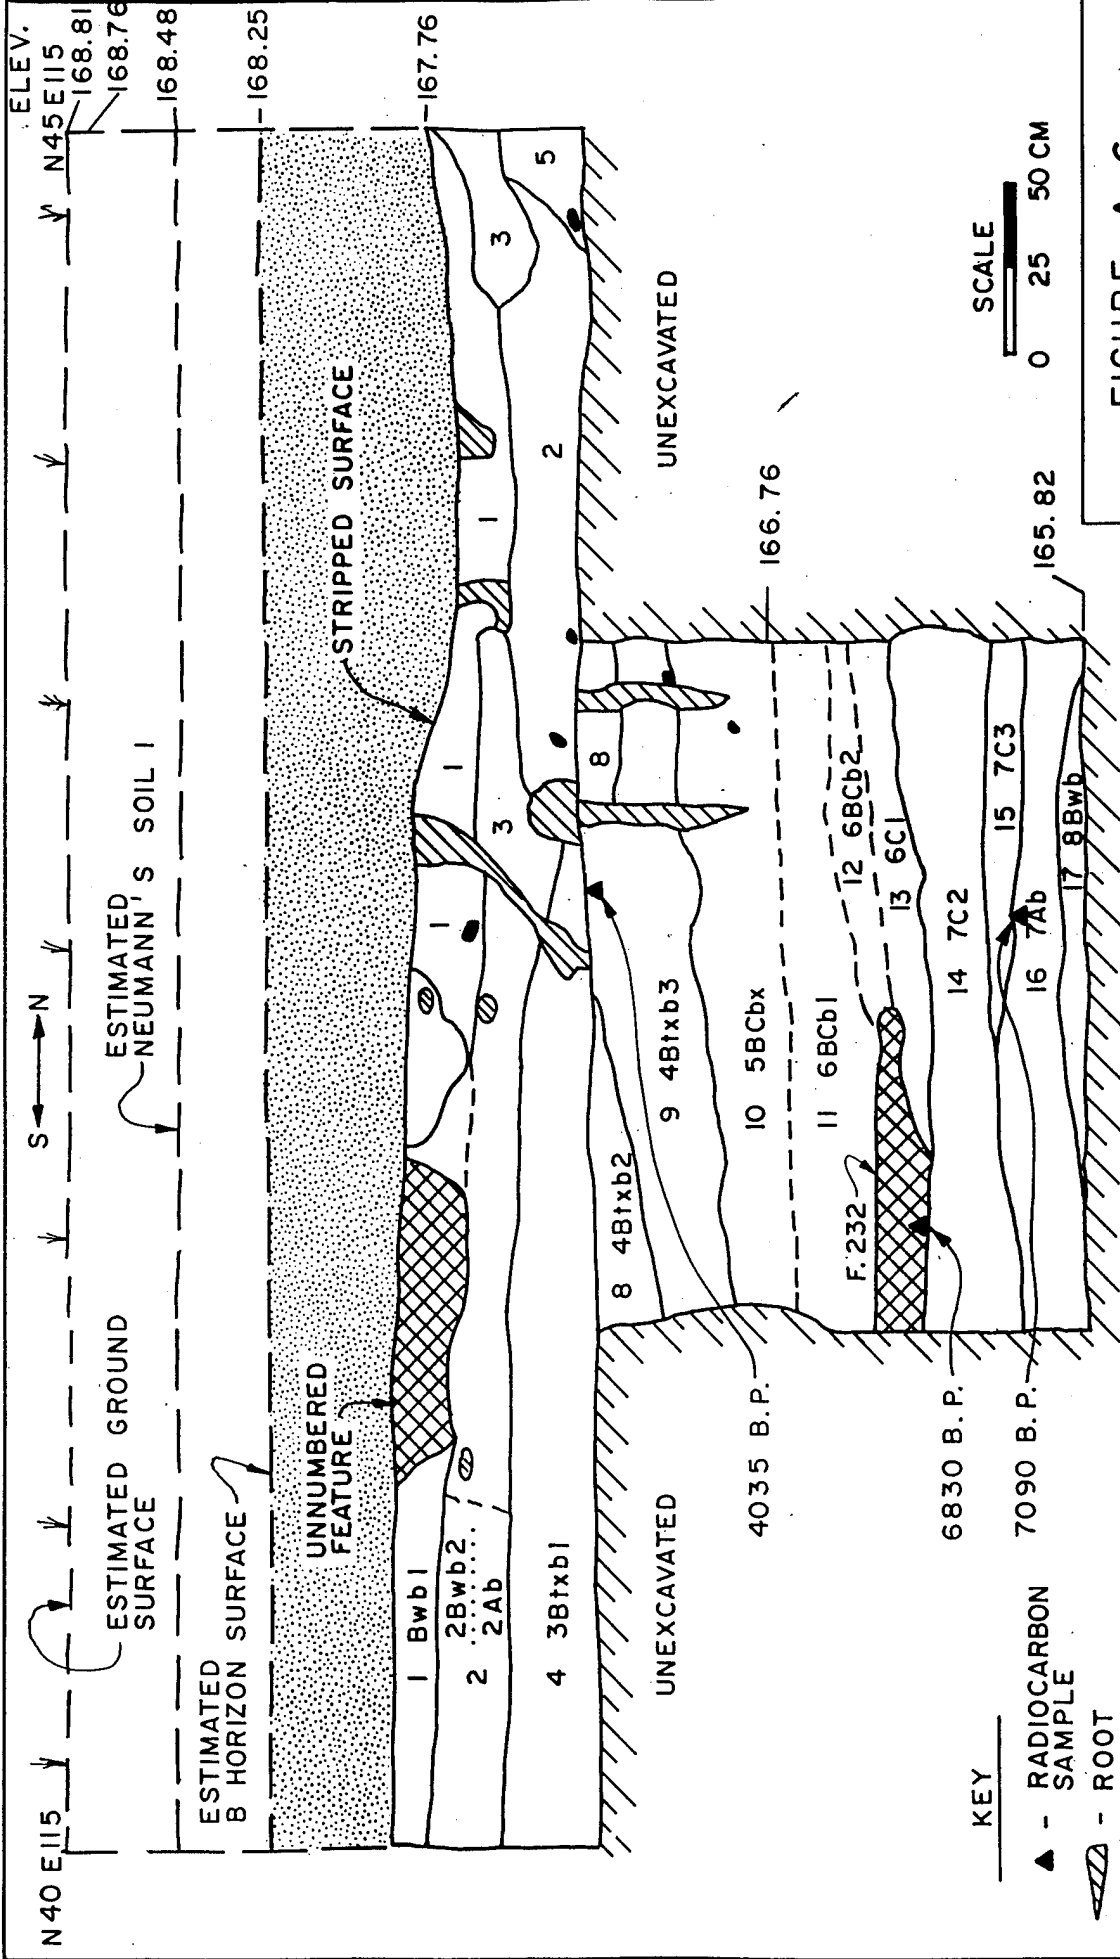 ELEV.
N40 E115
N45 E115
168.81
168.76
168.48
168.25
167.76
S N
ESTIMATED GROUND
SURFACE
ESTIMATED
NEUMANN'S SOIL I
ESTIMATED
B HORIZON SURFACE
UNNUMBERED
FEATURE
STRIPPED SURFACE
1 Bwb1
2 2Bwb2
2Ab
4 3Btxb1
1
1
3
1
2
3
5
8 4Btxb2
8
9 4Btxb3
10 5BCbx
11 6BCb1
12 6BCb2
F.232
13 6C1
14 7C2
15 7C3
16 7Ab
17 8Bwb
UNEXCAVATED
UNEXCAVATED
166.76
165.82
4035 B.P.
6830 B.P.
7090 B.P.
KEY
- RADIOCARBON
SAMPLE
- ROOT
SCALE
0 25 50 CM